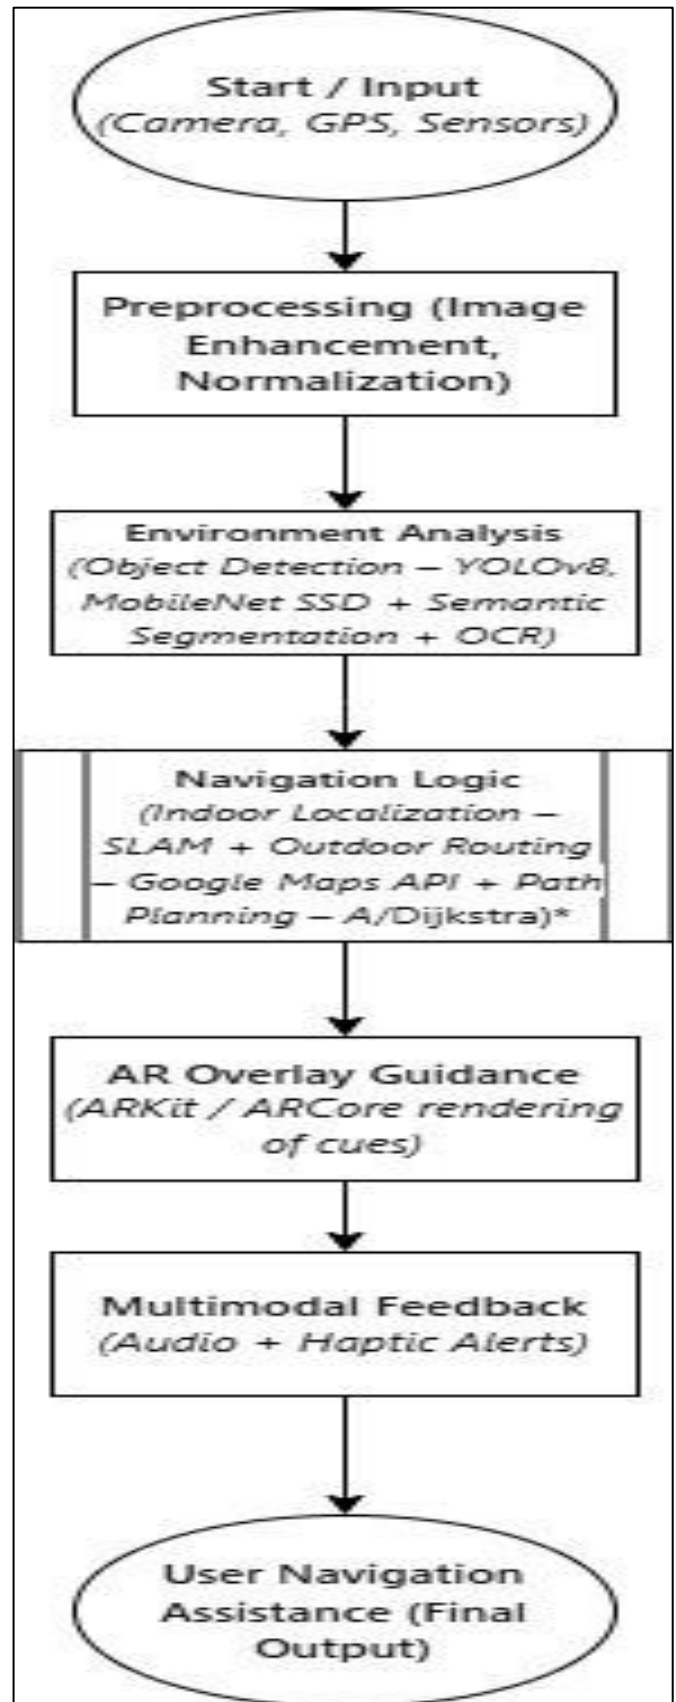 Start / Input
(Camera, GPS, Sensors)
Preprocessing (Image
Enhancement,
Normalization)
Environment Analysis
(Object Detection – YOLOv8,
MobileNet SSD + Semantic
Segmentation + OCR)
Navigation Logic
(Indoor Localization –
SLAM + Outdoor Routing
– Google Maps API + Path
Planning – A/Dijkstra)*
AR Overlay Guidance
(ARKit / ARCore rendering
of cues)
Multimodal Feedback
(Audio + Haptic Alerts)
User Navigation
Assistance (Final
Output)